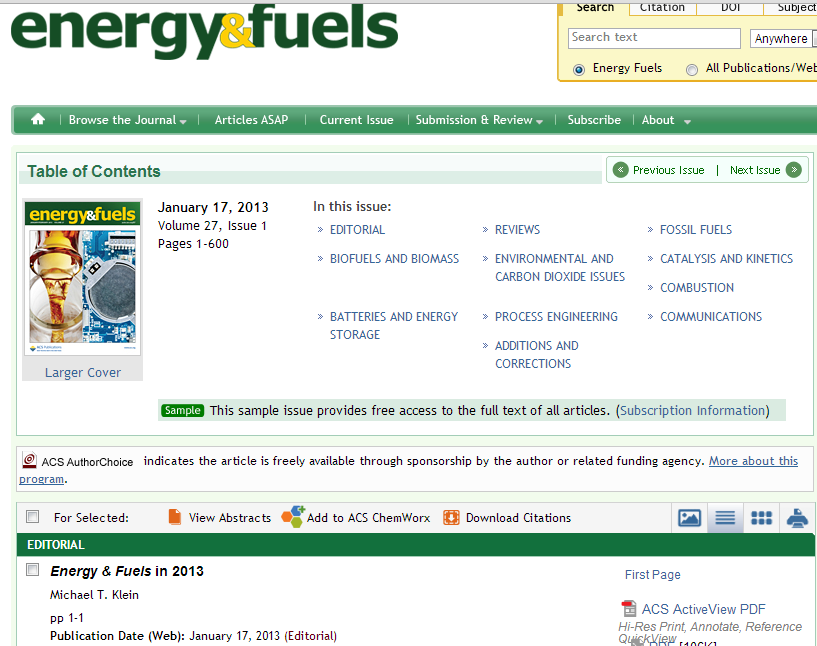 energy&fuels
Search Citation DOI Subject
Search text Anywhere
Energy Fuels All Publications/Web
Browse the Journal Articles ASAP Current Issue Submission & Review Subscribe About
Table of Contents
« Previous Issue | Next Issue »
energy&fuels
ACS Publications
Larger Cover
January 17, 2013
Volume 27, Issue 1
Pages 1-600
In this issue:
» EDITORIAL » REVIEWS » FOSSIL FUELS
» BIOFUELS AND BIOMASS » ENVIRONMENTAL AND CARBON DIOXIDE ISSUES » CATALYSIS AND KINETICS
» COMBUSTION
» BATTERIES AND ENERGY STORAGE » PROCESS ENGINEERING » COMMUNICATIONS
» ADDITIONS AND CORRECTIONS
Sample This sample issue provides free access to the full text of all articles. (Subscription Information)
ACS AuthorChoice indicates the article is freely available through sponsorship by the author or related funding agency. More about this
program.
For Selected: View Abstracts Add to ACS ChemWorx Download Citations
EDITORIAL
Energy & Fuels in 2013
Michael T. Klein
pp 1-1
Publication Date (Web): January 17, 2013 (Editorial)
First Page
ACS ActiveView PDF
Hi-Res Print, Annotate, Reference
QuickView